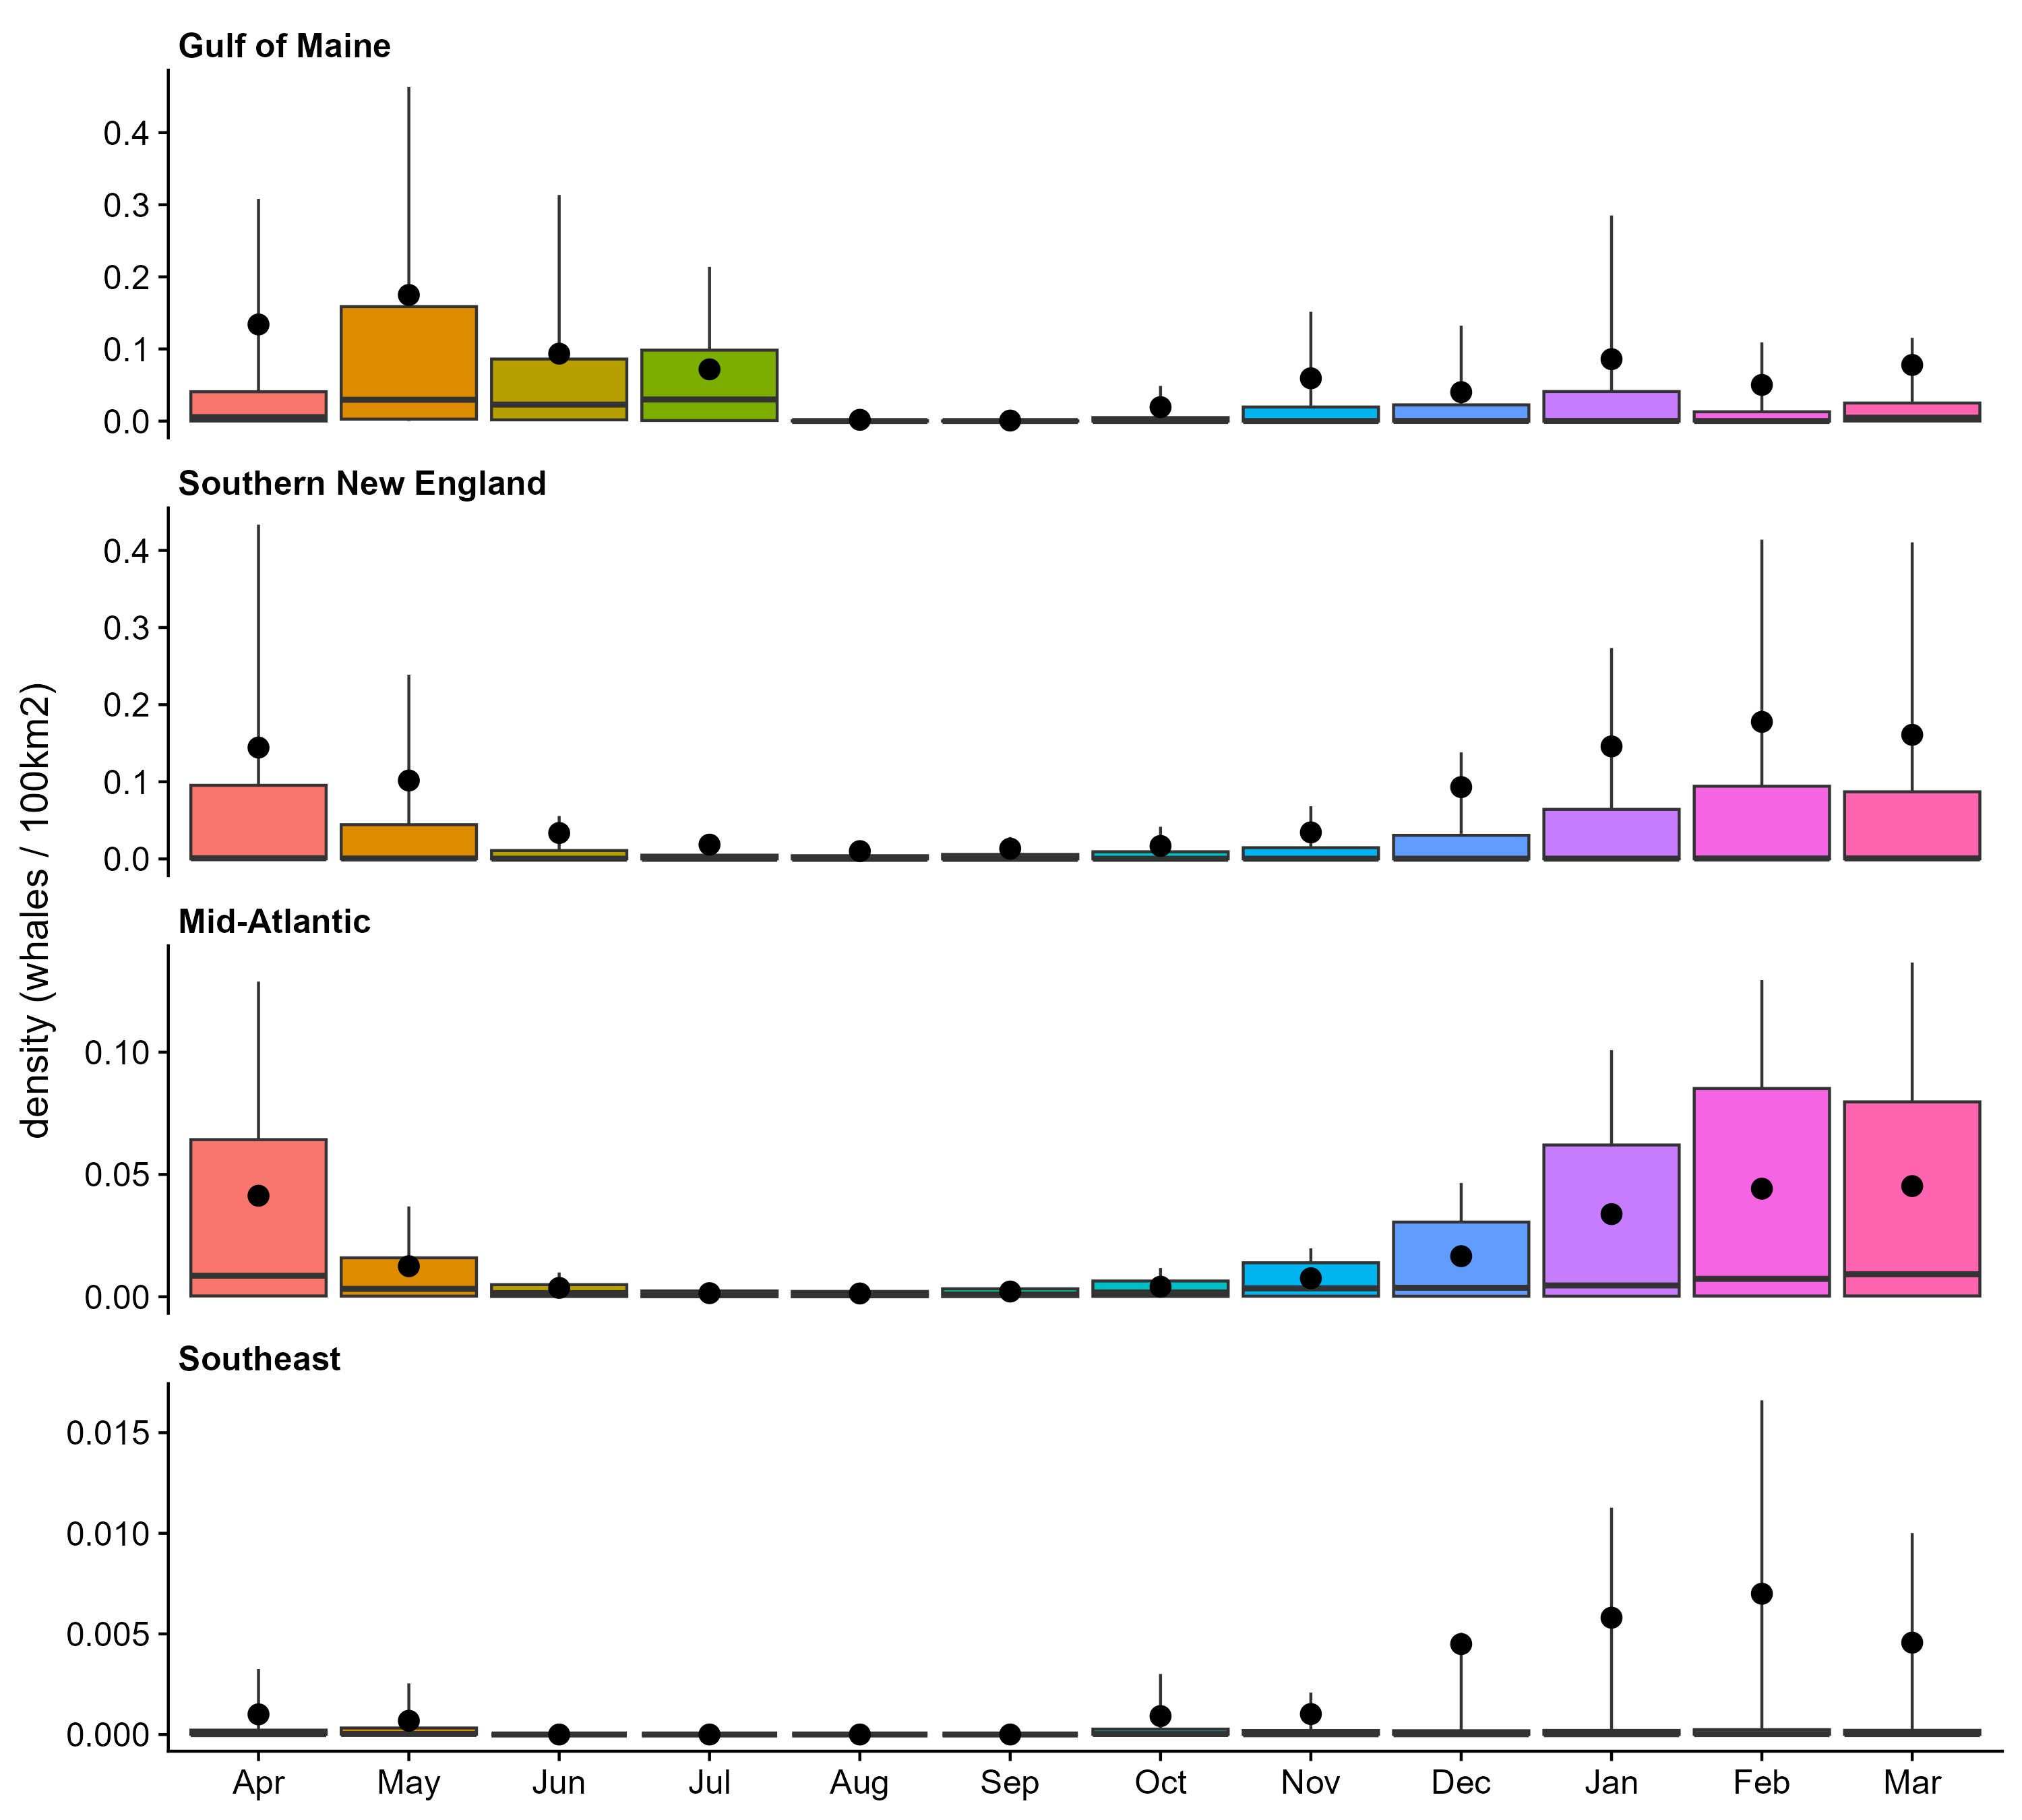 Gulf of Maine
0.4
0.3
0.2
0.1
0.0
Southern New England
0.4
0.3
0.2
0.1
0.0
density (whales / 100km2)
Mid-Atlantic
0.10
0.05
0.00
Southeast
0.015
0.010
0.005
0.000
Apr May Jun Jul Aug Sep Oct Nov Dec Jan Feb Mar